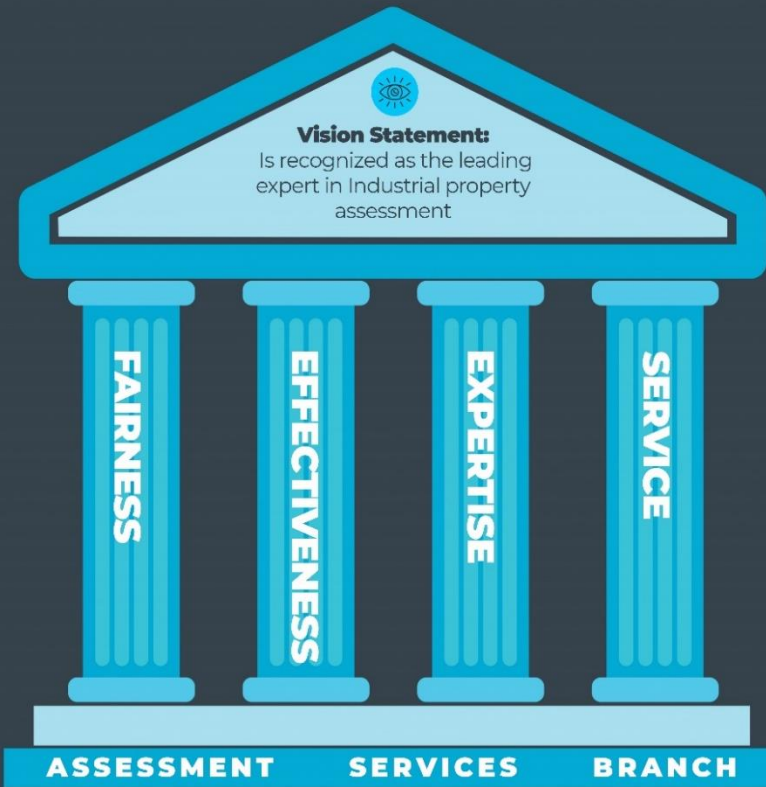 Vision Statement:
Is recognized as the leading
expert in Industrial property
assessment
FAIRNESS
EFFECTIVENESS
EXPERTISE
SERVICE
ASSESSMENT SERVICES BRANCH